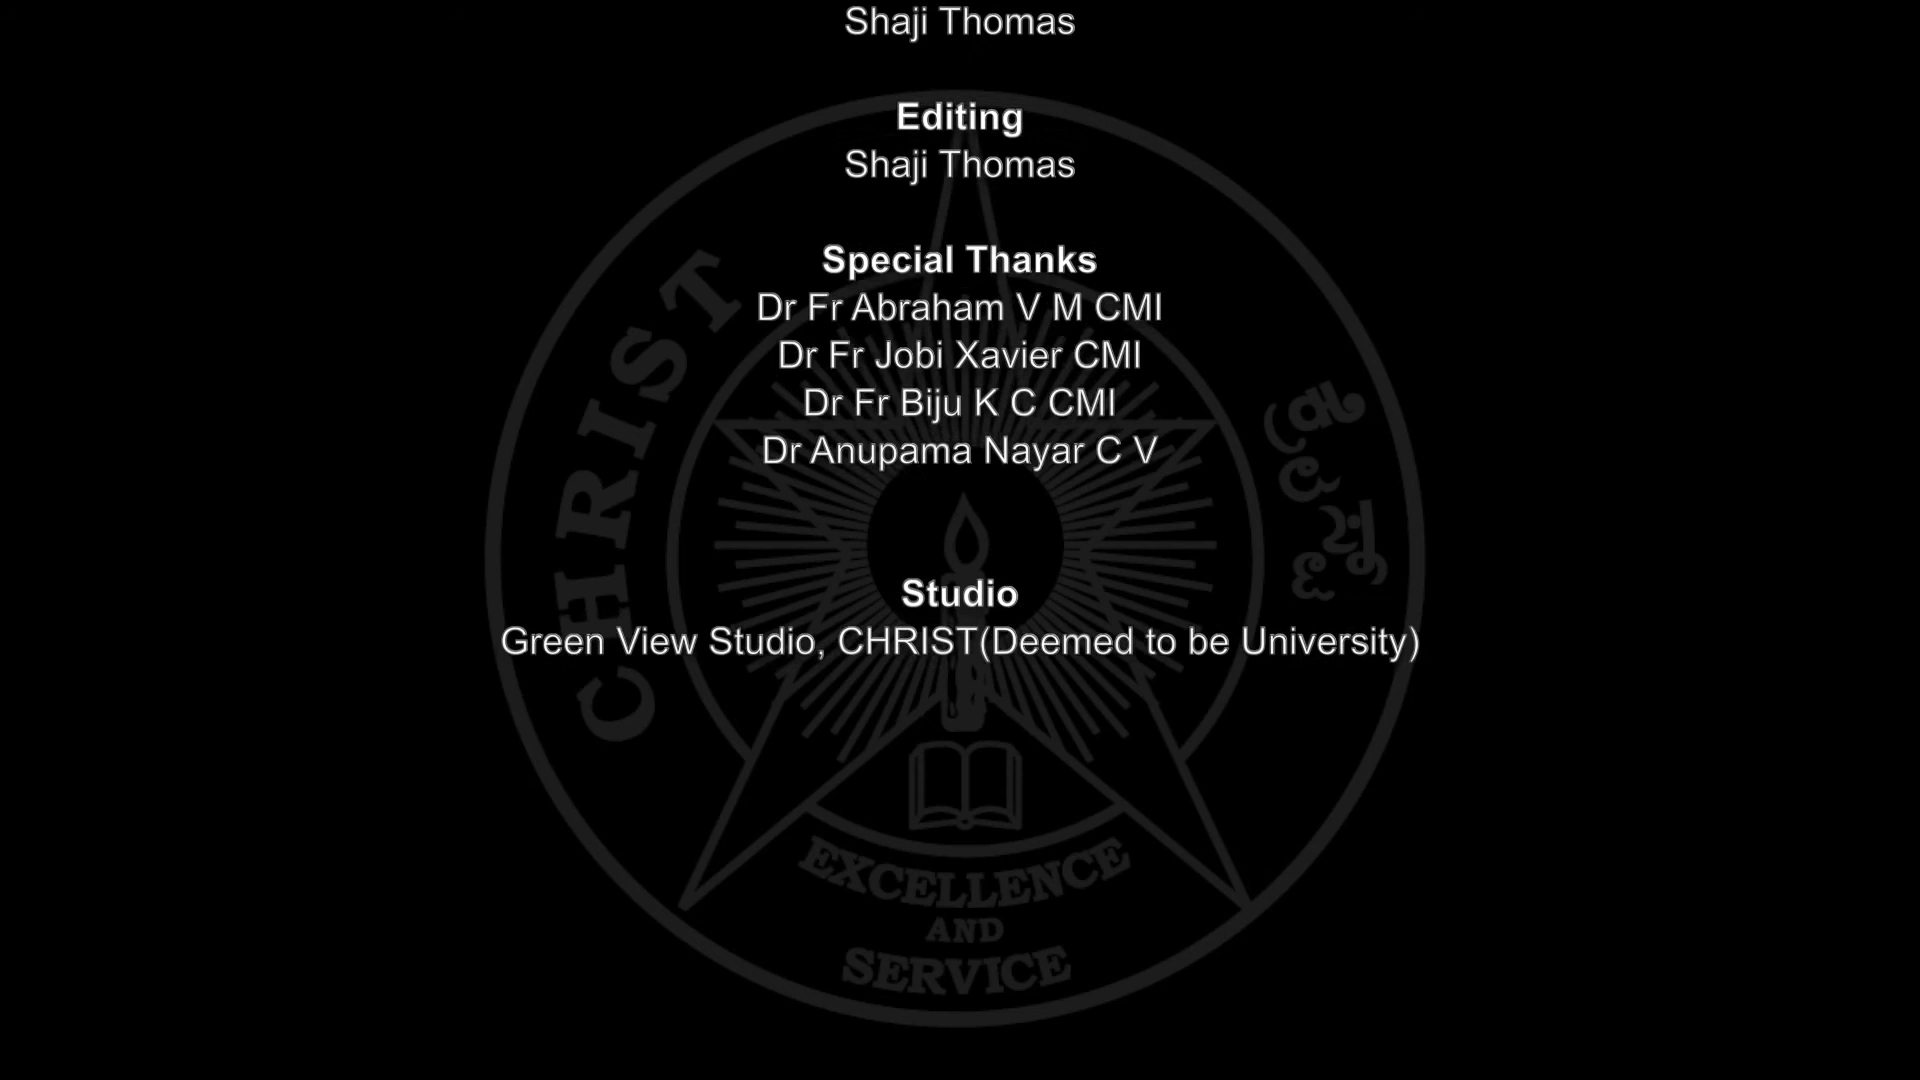 Shaji Thomas
Editing
Shaji Thomas
Special Thanks
Dr Fr Abraham V M CMI
Dr Fr Jobi Xavier CMI
Dr Fr Biju K C CMI
Dr Anupama Nayar C V
Studio
Green View Studio, CHRIST(Deemed to be University)
CHRIST
EXCELLENCE
AND
SERVICE